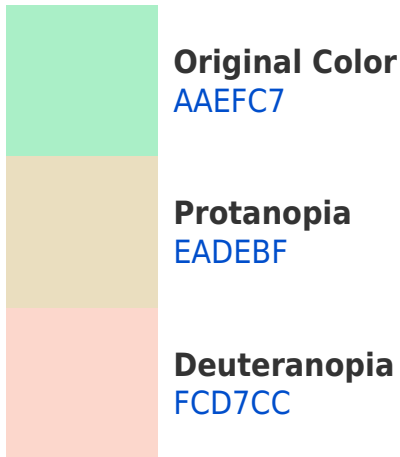 Original Color
AAEFC7
Protanopia
EADEBF
Deuteranopia
FCD7CC